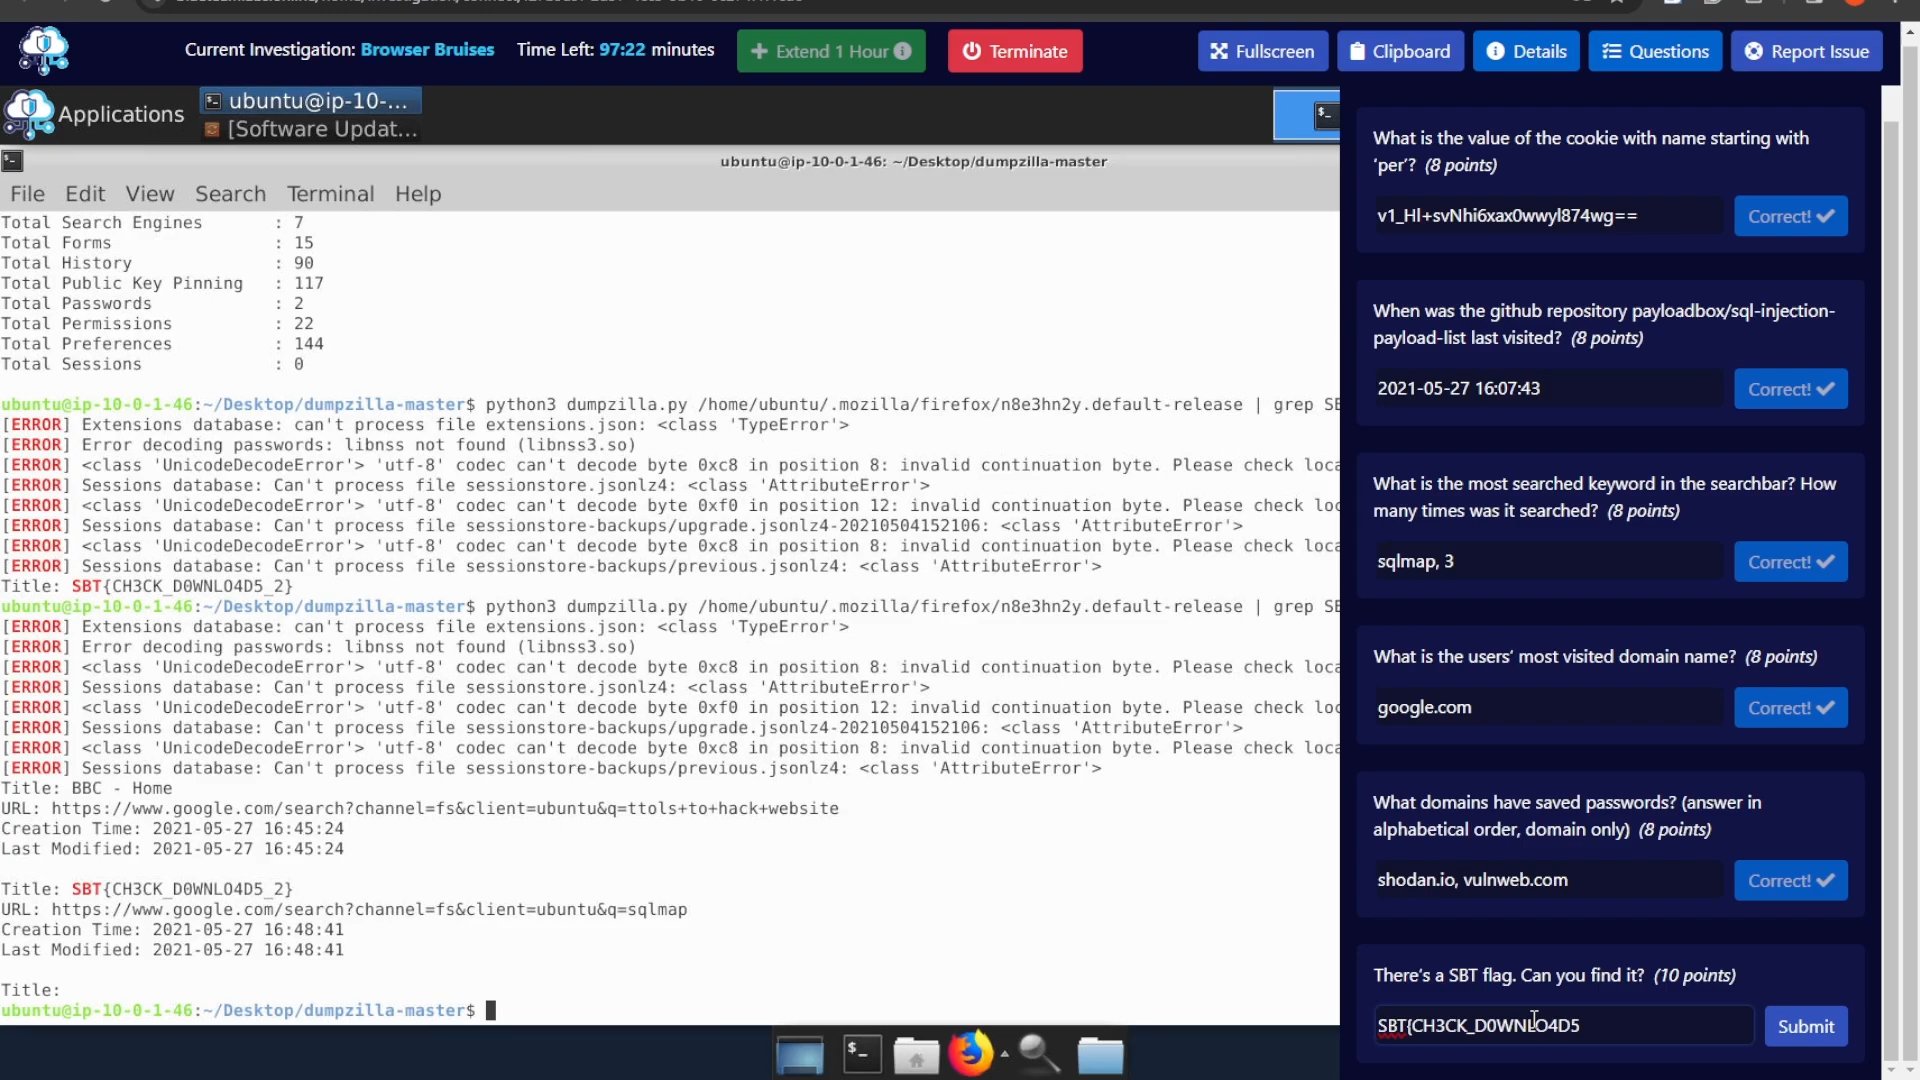 Current Investigation: Browser Bruises Time Left: 97:22 minutes Extend 1 Hour Terminate Fullscreen Clipboard Details Questions Report Issue
Applications
ubuntu@ip-10-...
[Software Updat...
ubuntu@ip-10-0-1-46: ~/Desktop/dumpzilla-master
File Edit View Search Terminal Help
Total Search Engines : 7
Total Forms : 15
Total History : 90
Total Public Key Pinning : 117
Total Passwords : 2
Total Permissions : 22
Total Preferences : 144
Total Sessions : 0
ubuntu@ip-10-0-1-46:~/Desktop/dumpzilla-master$ python3 dumpzilla.py /home/ubuntu/.mozilla/firefox/n8e3hn2y.default-release | grep SB
[ERROR] Extensions database: can't process file extensions.json: <class 'TypeError'>
[ERROR] Error decoding passwords: libnss not found (libnss3.so)
[ERROR] <class 'UnicodeDecodeError'> 'utf-8' codec can't decode byte 0xc8 in position 8: invalid continuation byte. Please check loca
[ERROR] Sessions database: Can't process file sessionstore.jsonlz4: <class 'AttributeError'>
[ERROR] <class 'UnicodeDecodeError'> 'utf-8' codec can't decode byte 0xf0 in position 12: invalid continuation byte. Please check loc
[ERROR] Sessions database: Can't process file sessionstore-backups/upgrade.jsonlz4-20210504152106: <class 'AttributeError'>
[ERROR] <class 'UnicodeDecodeError'> 'utf-8' codec can't decode byte 0xc8 in position 8: invalid continuation byte. Please check loca
[ERROR] Sessions database: Can't process file sessionstore-backups/previous.jsonlz4: <class 'AttributeError'>
Title: SBT{CH3CK_D0WNLO4D5_2}
ubuntu@ip-10-0-1-46:~/Desktop/dumpzilla-master$ python3 dumpzilla.py /home/ubuntu/.mozilla/firefox/n8e3hn2y.default-release | grep SB
[ERROR] Extensions database: can't process file extensions.json: <class 'TypeError'>
[ERROR] Error decoding passwords: libnss not found (libnss3.so)
[ERROR] <class 'UnicodeDecodeError'> 'utf-8' codec can't decode byte 0xc8 in position 8: invalid continuation byte. Please check loca
[ERROR] Sessions database: Can't process file sessionstore.jsonlz4: <class 'AttributeError'>
[ERROR] <class 'UnicodeDecodeError'> 'utf-8' codec can't decode byte 0xf0 in position 12: invalid continuation byte. Please check loc
[ERROR] Sessions database: Can't process file sessionstore-backups/upgrade.jsonlz4-20210504152106: <class 'AttributeError'>
[ERROR] <class 'UnicodeDecodeError'> 'utf-8' codec can't decode byte 0xc8 in position 8: invalid continuation byte. Please check loca
[ERROR] Sessions database: Can't process file sessionstore-backups/previous.jsonlz4: <class 'AttributeError'>
Title: BBC - Home
URL: https://www.google.com/search?channel=fs&client=ubuntu&q=ttols+to+hack+website
Creation Time: 2021-05-27 16:45:24
Last Modified: 2021-05-27 16:45:24
Title: SBT{CH3CK_D0WNLO4D5_2}
URL: https://www.google.com/search?channel=fs&client=ubuntu&q=sqlmap
Creation Time: 2021-05-27 16:48:41
Last Modified: 2021-05-27 16:48:41
Title:
ubuntu@ip-10-0-1-46:~/Desktop/dumpzilla-master$
What is the value of the cookie with name starting with
'per'? (8 points)
v1_Hl+svNhi6xax0wwyl874wg== Correct!
When was the github repository payloadbox/sql-injection-
payload-list last visited? (8 points)
2021-05-27 16:07:43 Correct!
What is the most searched keyword in the searchbar? How
many times was it searched? (8 points)
sqlmap, 3 Correct!
What is the users' most visited domain name? (8 points)
google.com Correct!
What domains have saved passwords? (answer in
alphabetical order, domain only) (8 points)
shodan.io, vulnweb.com Correct!
There's a SBT flag. Can you find it? (10 points)
SBT{CH3CK_D0WNLO4D5 Submit